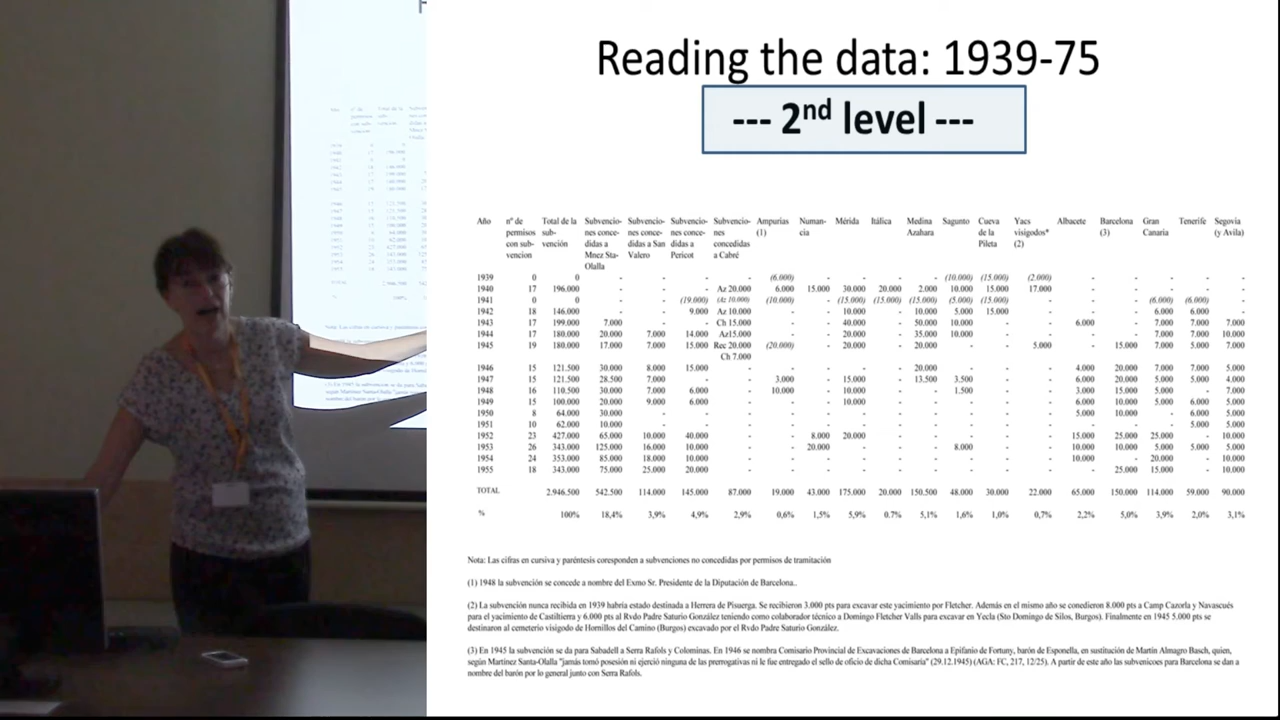 Reading the data: 1939-75
--- 2nd level ---
Año nº de permisos con sub-vencion Total de la sub-vención Subvencio-nes conce-didas a Mnez Sta-Olalla Subvencio-nes conce-didas a San Valero Subvencio-nes conce-didas a Pericot Subvencio-nes concedidas a Cabré Ampurias (1) Numan-cia Mérida Itálica Medina Azahara Sagunto Cueva de la Pileta Yacs visigodos* (2) Albacete Barcelona (3) Gran Canaria Tenerife Segovia (y Avila)
1939 0 0 - - - - (6.000) - - - - (10.000) (15.000) (2.000) - - - - -
1940 17 196.000 - - - Az 20.000 6.000 15.000 30.000 20.000 2.000 10.000 15.000 17.000 - - - - -
1941 0 0 - - (19.000) (Az 10.000) (10.000) - (15.000) (15.000) (15.000) (5.000) (15.000) - - - (6.000) (6.000) -
1942 18 146.000 - - 9.000 Az 10.000 - - 10.000 - 10.000 5.000 15.000 - - - 6.000 6.000 -
1943 17 199.000 7.000 - - Ch 15.000 - - 40.000 - 50.000 10.000 - - 6.000 - 7.000 7.000 7.000
1944 17 180.000 20.000 7.000 14.000 Az15.000 - - 20.000 - 35.000 10.000 - - - - 7.000 7.000 10.000
1945 19 180.000 17.000 7.000 15.000 Rec 20.000 (20.000) - 20.000 - 20.000 - - 5.000 - 15.000 7.000 5.000 7.000
Ch 7.000
1946 15 121.500 30.000 8.000 15.000 - - - - - 20.000 - - - 4.000 20.000 7.000 7.000 5.000
1947 15 121.500 28.500 7.000 - - 3.000 - 15.000 - 13.500 3.500 - - 6.000 20.000 5.000 5.000 4.000
1948 16 110.500 30.000 7.000 6.000 - 10.000 - 10.000 - - 1.500 - - 3.000 15.000 5.000 - 7.000
1949 15 100.000 20.000 9.000 6.000 - - - 10.000 - - - - - 6.000 10.000 5.000 6.000 5.000
1950 8 64.000 30.000 - - - - - - - - - - - 5.000 10.000 - 6.000 5.000
1951 10 62.000 10.000 - - - - - - - - - - - - - - 5.000 5.000
1952 23 427.000 65.000 10.000 40.000 - - 8.000 20.000 - - - - - 15.000 25.000 25.000 - 10.000
1953 26 343.000 125.000 16.000 10.000 - - 20.000 - - - 8.000 - - 10.000 10.000 5.000 5.000 5.000
1954 24 353.000 85.000 18.000 10.000 - - - - - - - - - 10.000 - 20.000 - 10.000
1955 18 343.000 75.000 25.000 20.000 - - - - - - - - - - 25.000 15.000 - 10.000
TOTAL 2.946.500 542.500 114.000 145.000 87.000 19.000 43.000 175.000 20.000 150.500 48.000 30.000 22.000 65.000 150.000 114.000 59.000 90.000
% 100% 18,4% 3,9% 4,9% 2,9% 0,6% 1,5% 5,9% 0.7% 5,1% 1,6% 1,0% 0,7% 2,2% 5,0% 3,9% 2,0% 3,1%
Nota: Las cifras en cursiva y paréntesis coresponden a subvenciones no concedidas por permisos de tramitación
(1) 1948 la subvención se concede a nombre del Exmo Sr. Presidente de la Diputación de Barcelona..
(2) La subvención nunca recibida en 1939 habría estado destinada a Herrera de Pisuerga. Se recibieron 3.000 pts para excavar este yacimiento por Fletcher. Además en el mismo año se conedieron 8.000 pts a Camp Cazorla y Navascués
para el yacimiento de Castiltierra y 6.000 pts al Rvdo Padre Saturio González teniendo como colaborador técnico a Domingo Fletcher Valls para excavar en Yecla (Sto Domingo de Silos, Burgos). Finalmente en 1945 5.000 pts se
destinaron al cemeterio visigodo de Hornillos del Camino (Burgos) excavado por el Rvdo Padre Saturio González.
(3) En 1945 la subvención se da para Sabadell a Serra Rafols y Colominas. En 1946 se nombra Comisario Provincial de Excavaciones de Barcelona a Epifanio de Fortuny, barón de Esponella, en sustitución de Martín Almagro Basch, quien,
según Martínez Santa-Olalla "jamás tomó posesión ni ejerció ninguna de las prerrogativas ni le fue entregado el sello de oficio de dicha Comisaría" (29.12.1945) (AGA: FC, 217, 12/25). A partir de este año las subvenicoes para Barcelona se dan a
nombre del barón por lo general junto con Serra Rafols.